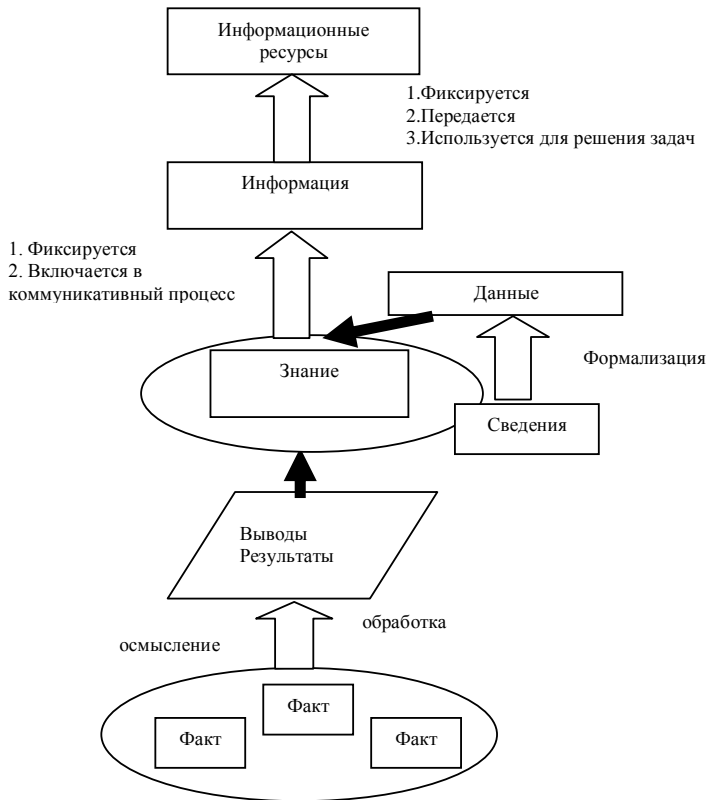 Информационные
ресурсы
1.Фиксируется
2.Передается
3.Используется для решения задач
Информация
1. Фиксируется
2. Включается в
коммуникативный процесс
Данные
Формализация
Знание
Сведения
Выводы
Результаты
обработка
осмысление
Факт
Факт
Факт